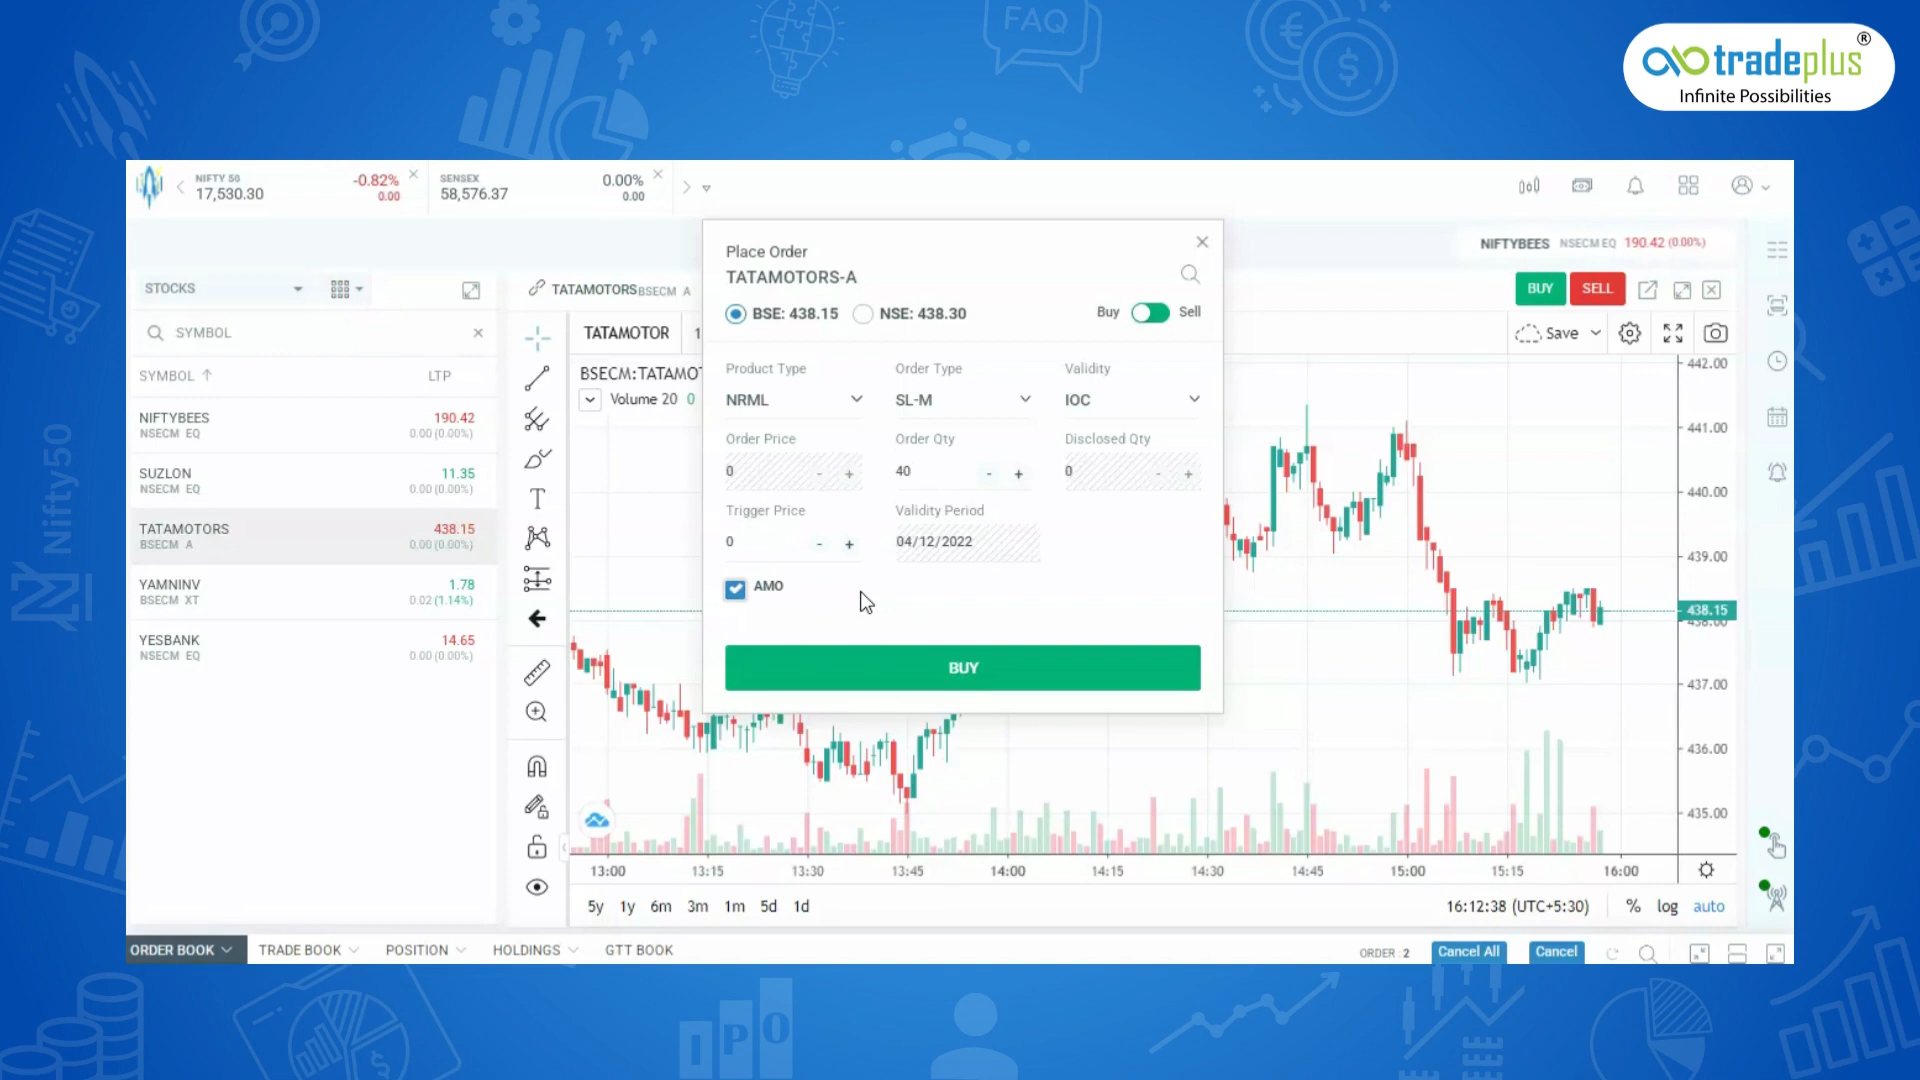 FAQ
tradeplus®
Infinite Possibilities
NIFTY 50
17,530.30
-0.82%
0.00
SENSEX
58,576.37
0.00%
0.00
NIFTYBEES NSECM EQ 190.42 (0.00%)
STOCKS
SYMBOL
SYMBOL LTP
NIFTYBEES 190.42
NSECM EQ 0.00 (0.00%)
SUZLON 11.35
NSECM EQ 0.00 (0.00%)
TATAMOTORS 438.15
BSECM A 0.00 (0.00%)
YAMNINV 1.78
BSECM XT 0.02 (1.14%)
YESBANK 14.65
NSECM EQ 0.00 (0.00%)
TATAMOTORS BSECM A
BUY SELL
TATAMOTOR 1
Save
BSECM:TATAMO
Volume 20 0
Place Order
TATAMOTORS-A
BSE: 438.15 NSE: 438.30
Buy Sell
Product Type Order Type Validity
NRML SL-M IOC
Order Price Order Qty Disclosed Qty
0 - + 40 - + 0 - +
Trigger Price Validity Period
0 - + 04/12/2022
AMO
BUY
442.00
441.00
440.00
439.00
438.15
438.00
437.00
436.00
435.00
13:00 13:15 13:30 13:45 14:00 14:15 14:30 14:45 15:00 15:15 16:00
5y 1y 6m 3m 1m 5d 1d
16:12:38 (UTC+5:30) % log auto
ORDER BOOK TRADE BOOK POSITION HOLDINGS GTT BOOK
ORDER : 2 Cancel All Cancel
Nifty50
IPO